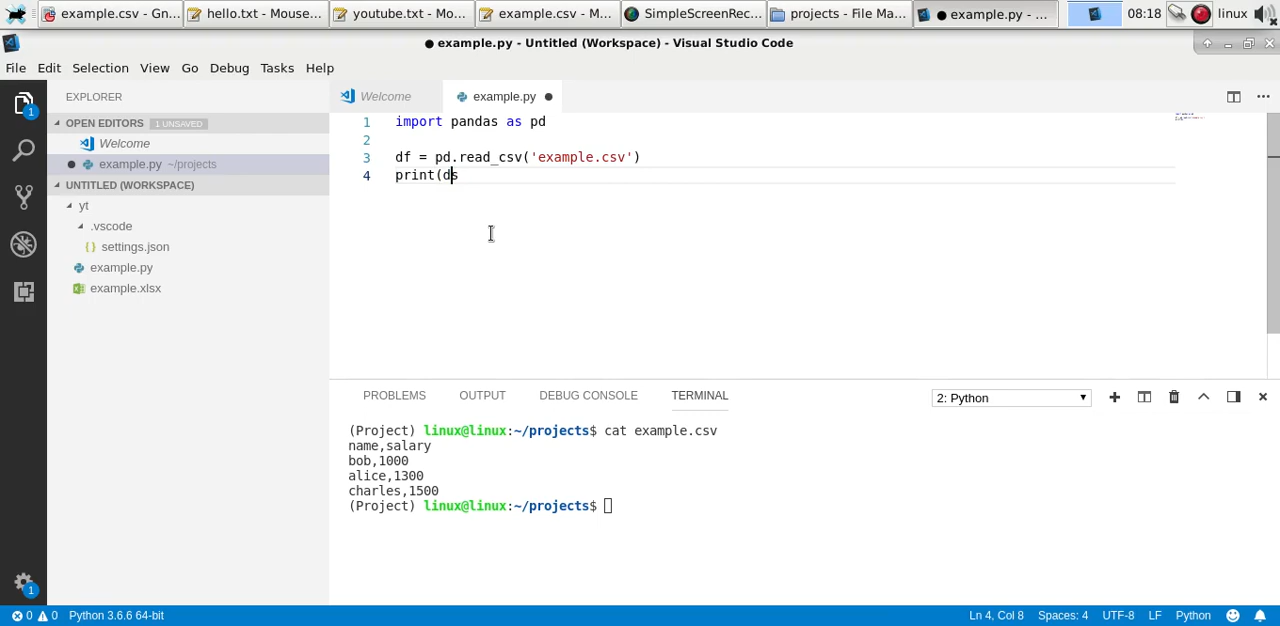 example.csv - Gn...
hello.txt - Mouse...
youtube.txt - Mo...
example.csv - M...
SimpleScreenRec...
projects - File Ma...
● example.py - ...
08:18
linux
● example.py - Untitled (Workspace) - Visual Studio Code
File Edit Selection View Go Debug Tasks Help
EXPLORER
OPEN EDITORS 1 UNSAVED
Welcome
● example.py ~/projects
UNTITLED (WORKSPACE)
yt
.vscode
{} settings.json
example.py
example.xlsx
1
1
Welcome
example.py ●
1 import pandas as pd
2
3 df = pd.read_csv('example.csv')
4 print(ds
PROBLEMS OUTPUT DEBUG CONSOLE TERMINAL
2: Python
(Project) linux@linux:~/projects$ cat example.csv
name,salary
bob,1000
alice,1300
charles,1500
(Project) linux@linux:~/projects$
0 0 Python 3.6.6 64-bit
Ln 4, Col 8 Spaces: 4 UTF-8 LF Python